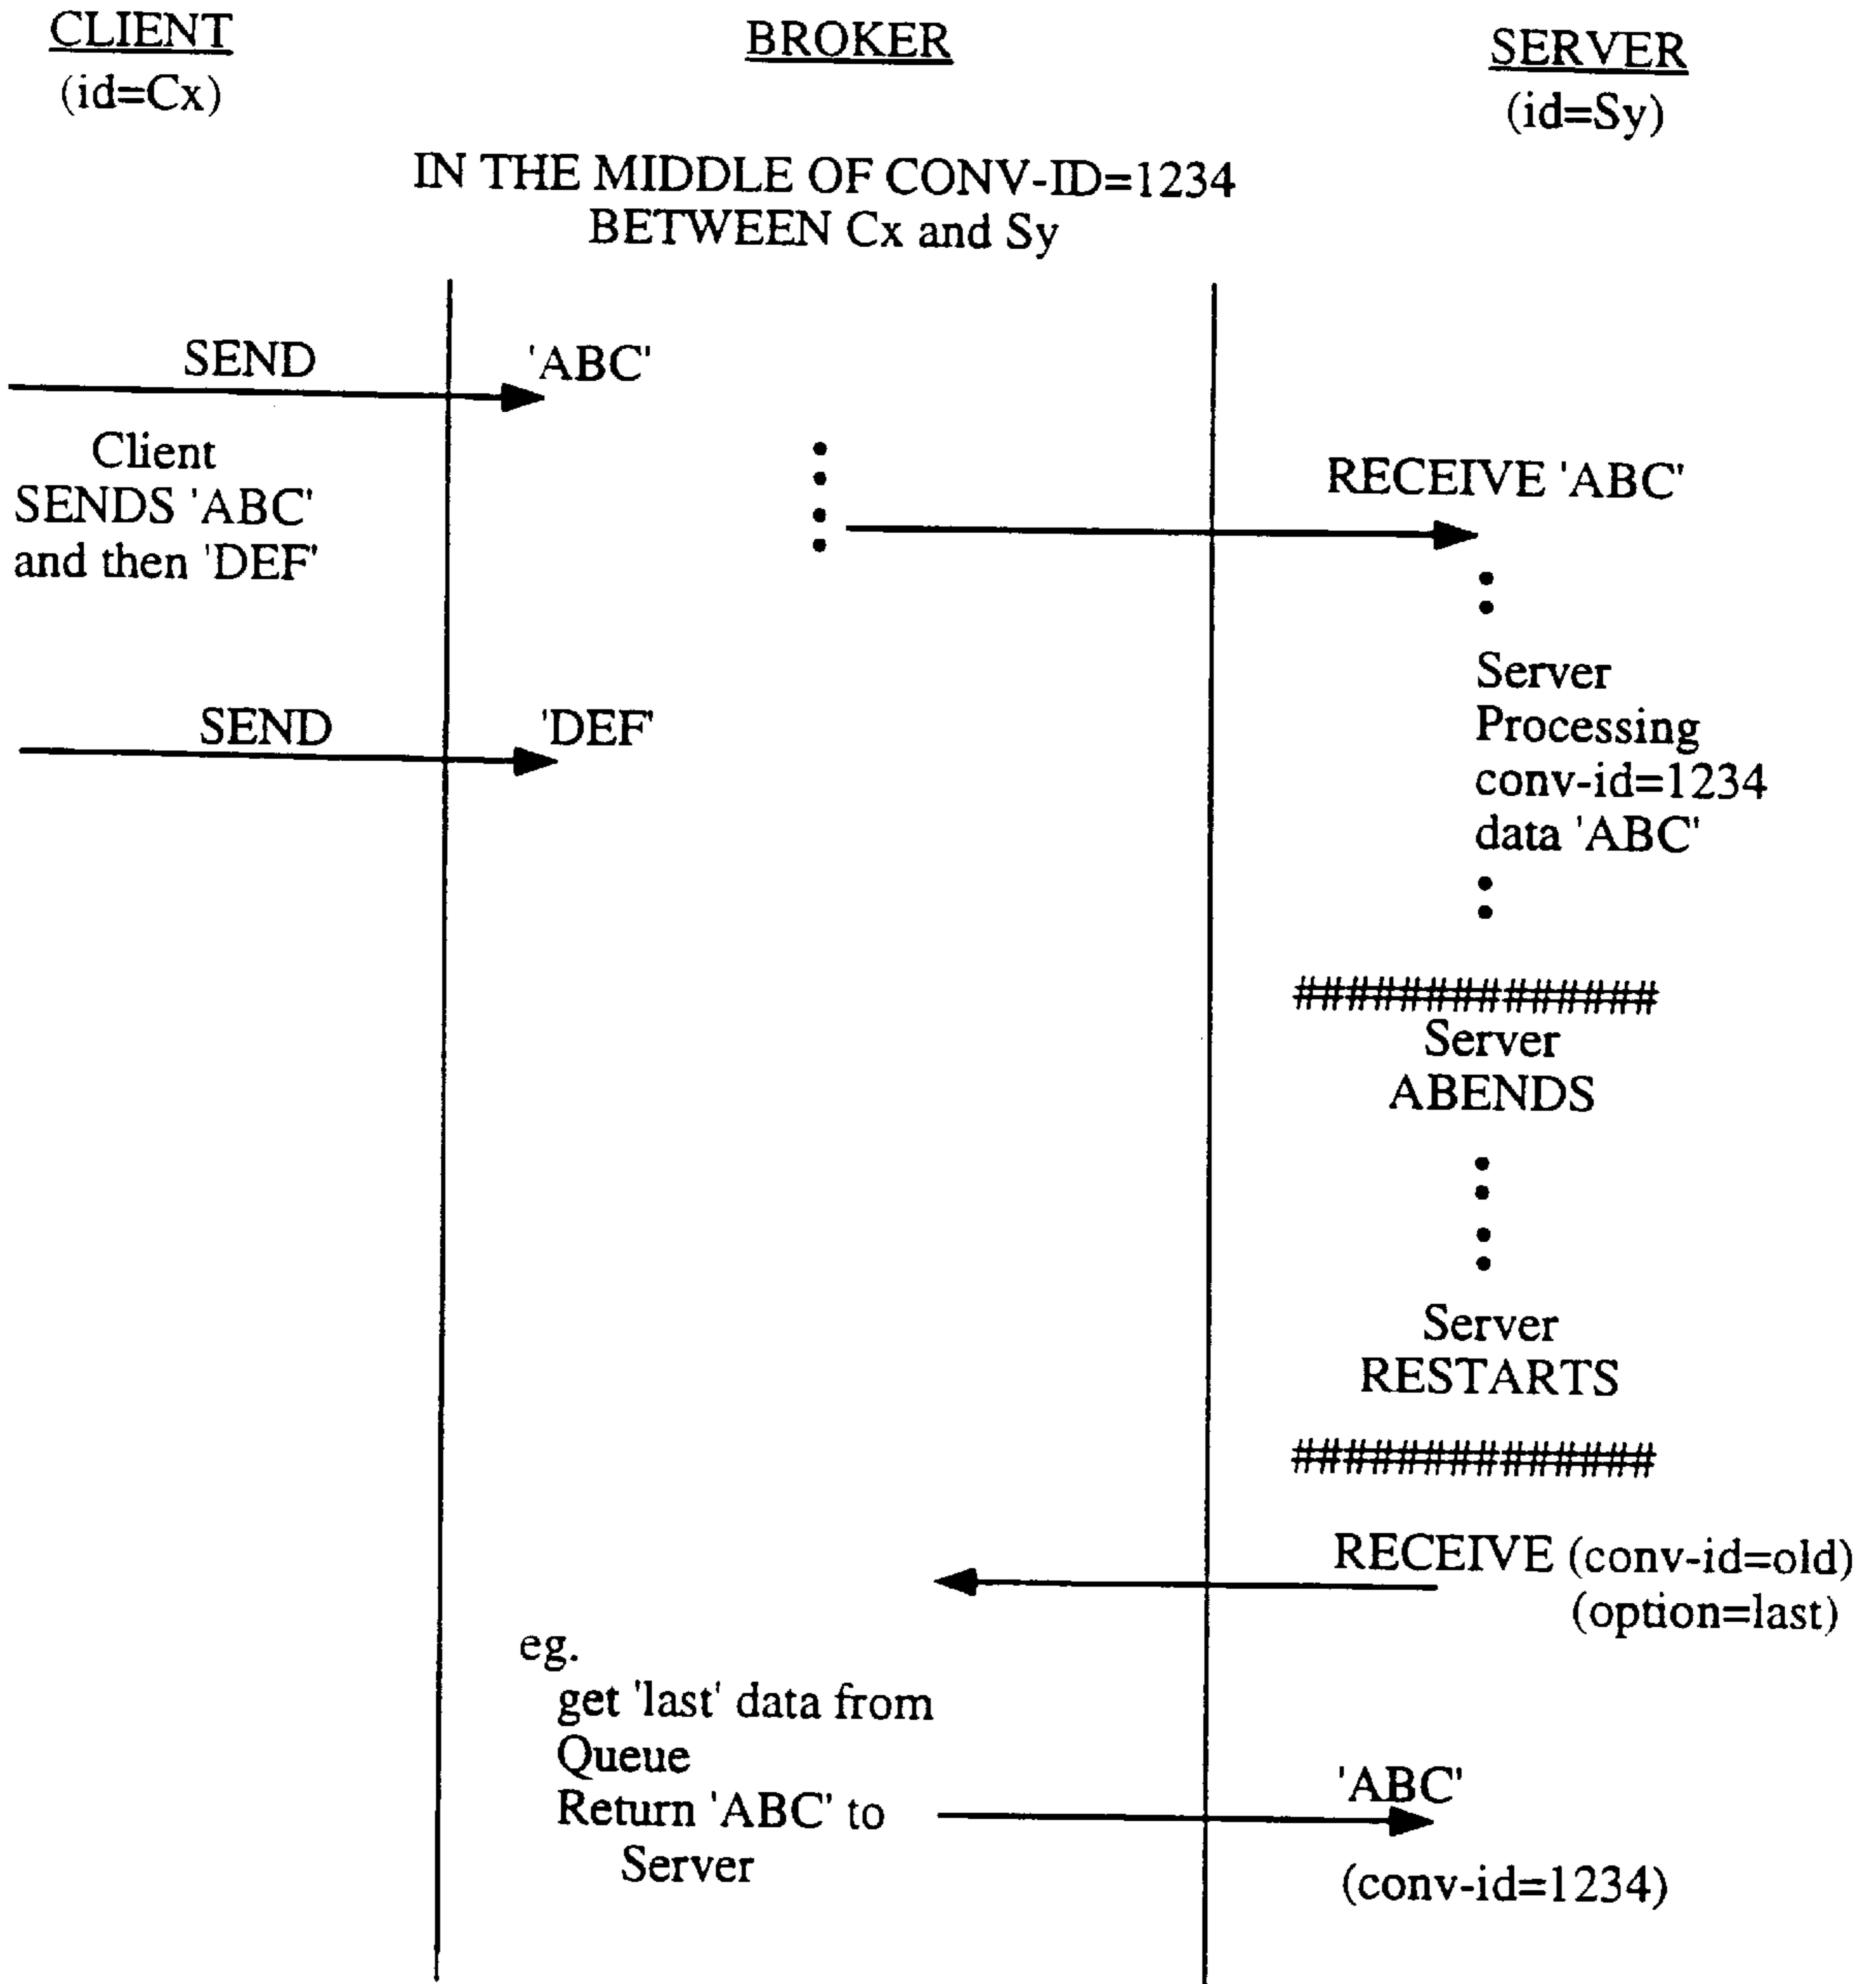 CLIENT
(id=Cx)
BROKER
SERVER
(id=Sy)
IN THE MIDDLE OF CONV-ID=1234
BETWEEN Cx and Sy
SEND
'ABC'
Client
SENDS 'ABC'
and then 'DEF'
RECEIVE 'ABC'
SEND
'DEF'
Server
Processing
conv-id=1234
data 'ABC'
##############
Server
ABENDS
Server
RESTARTS
##############
RECEIVE (conv-id=old)
(option=last)
eg.
get 'last' data from
Queue
Return 'ABC' to
Server
'ABC'
(conv-id=1234)